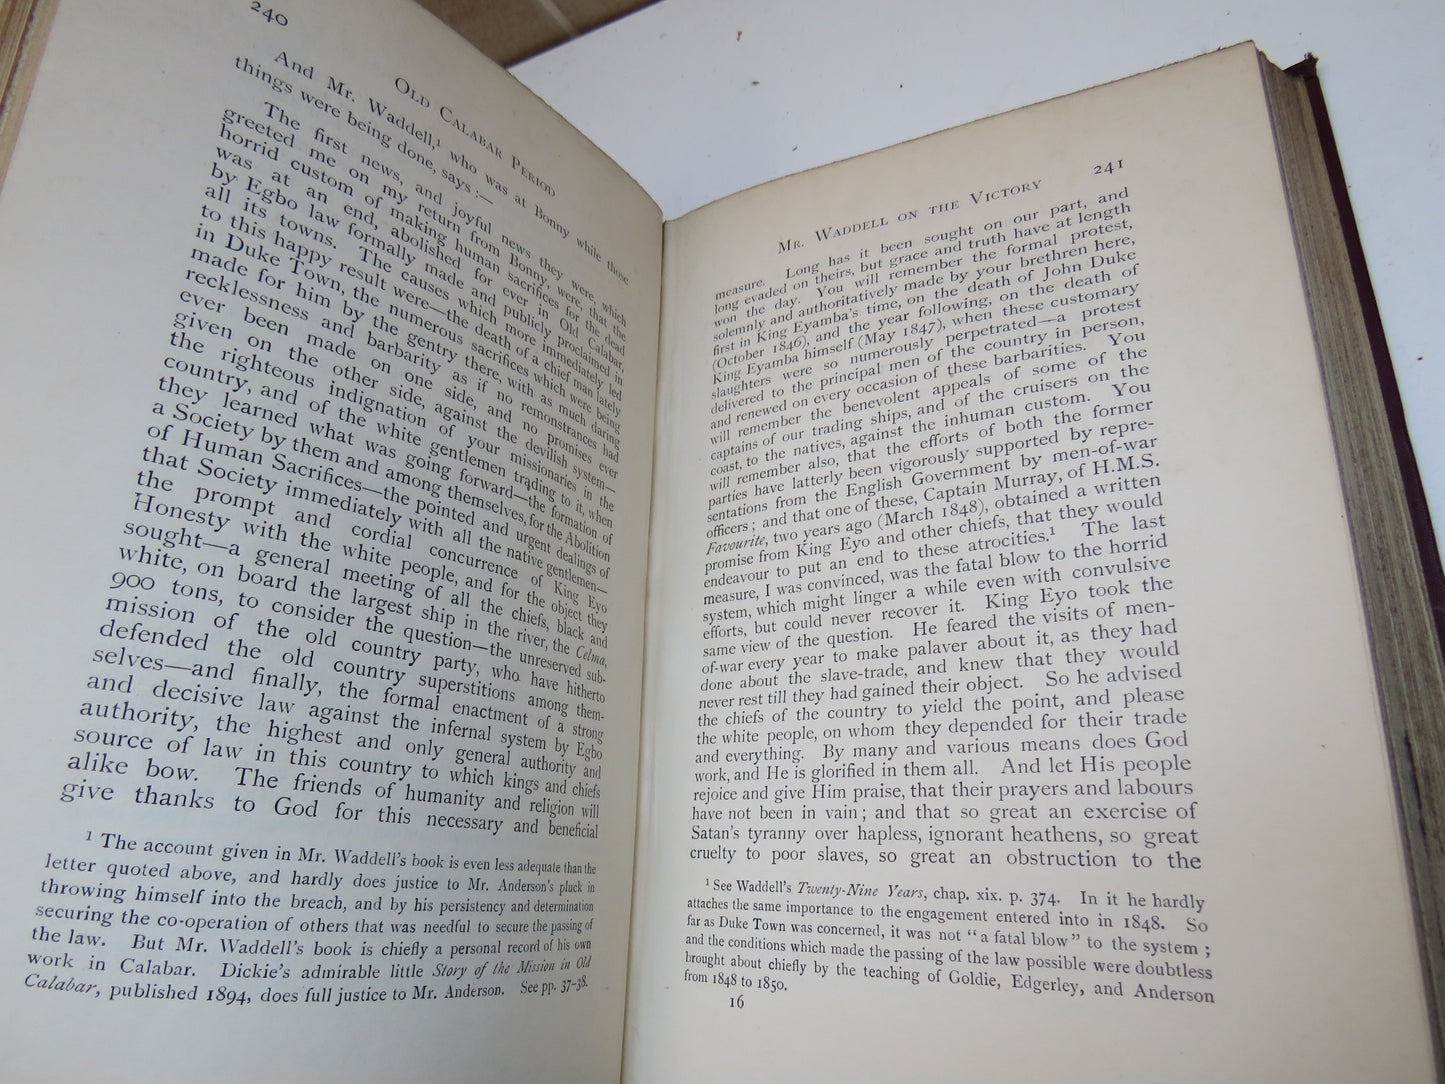 240
OLD CALABAR PERIOD
And Mr. Waddell,¹ who was at Bonny while those
things were being done, says :—
The first news, and joyful news they were, which
greeted me on my return from Bonny, were, that the
horrid custom of making human sacrifices for the dead
was at an end, abolished for ever in Old Calabar,
by Egbo law formally made and publicly proclaimed in
all its towns. The causes which more immediately led
to this happy result were—the death of a chief man lately
in Duke Town, the numerous sacrifices which were being
made for him by the gentry there, with as much daring
recklessness and barbarity as if no remonstrances had
ever been made on one side, and no promises ever
given on the other side, against the devilish system—
the righteous indignation of your missionaries in the
country, and of the white gentlemen trading to it, when
they learned what was going forward—the formation of
a Society by them and among themselves, for the Abolition
of Human Sacrifices—the pointed and urgent dealings of
that Society immediately with all the native gentlemen—
the prompt and cordial concurrence of King Eyo
Honesty with the white people, and for the object they
sought—a general meeting of all the chiefs, black and
white, on board the largest ship in the river, the Celma,
900 tons, to consider the question—the unreserved sub-
mission of the old country party, who have hitherto
defended the old country superstitions among them-
selves—and finally, the formal enactment of a strong
and decisive law against the infernal system by Egbo
authority, the highest and only general authority and
source of law in this country to which kings and chiefs
alike bow. The friends of humanity and religion will
give thanks to God for this necessary and beneficial
¹ The account given in Mr. Waddell's book is even less adequate than the
letter quoted above, and hardly does justice to Mr. Anderson's pluck in
throwing himself into the breach, and by his persistency and determination
securing the co-operation of others that was needful to secure the passing of
the law. But Mr. Waddell's book is chiefly a personal record of his own
work in Calabar. Dickie's admirable little Story of the Mission in Old
Calabar, published 1894, does full justice to Mr. Anderson. See pp. 37-38.
MR. WADDELL ON THE VICTORY 241
measure. Long has it been sought on our part, and
long evaded on theirs, but grace and truth have at length
won the day. You will remember the formal protest,
solemnly and authoritatively made by your brethren here,
first in King Eyamba's time, on the death of John Duke
(October 1846), and the year following, on the death of
King Eyamba himself (May 1847), when these customary
slaughters were so numerously perpetrated—a protest
delivered to the principal men of the country in person,
and renewed on every occasion of these barbarities. You
will remember the benevolent appeals of some of the
captains of our trading ships, and of the cruisers on the
coast, to the natives, against the inhuman custom. You
will remember also, that the efforts of both the former
parties have latterly been vigorously supported by repre-
sentations from the English Government by men-of-war
officers ; and that one of these, Captain Murray, of H.M.S.
Favourite, two years ago (March 1848), obtained a written
promise from King Eyo and other chiefs, that they would
endeavour to put an end to these atrocities.¹ The last
measure, I was convinced, was the fatal blow to the horrid
system, which might linger a while even with convulsive
efforts, but could never recover it. King Eyo took the
same view of the question. He feared the visits of men-
of-war every year to make palaver about it, as they had
done about the slave-trade, and knew that they would
never rest till they had gained their object. So he advised
the chiefs of the country to yield the point, and please
the white people, on whom they depended for their trade
and everything. By many and various means does God
work, and He is glorified in them all. And let His people
rejoice and give Him praise, that their prayers and labours
have not been in vain ; and that so great an exercise of
Satan's tyranny over hapless, ignorant heathens, so great
cruelty to poor slaves, so great an obstruction to the
¹ See Waddell's Twenty-Nine Years, chap. xix. p. 374. In it he hardly
attaches the same importance to the engagement entered into in 1848. So
far as Duke Town was concerned, it was not "a fatal blow" to the system ;
and the conditions which made the passing of the law possible were doubtless
brought about chiefly by the teaching of Goldie, Edgerley, and Anderson
from 1848 to 1850.
16